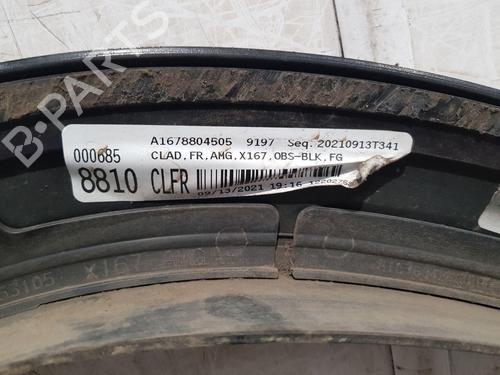 B-PARTS
A1678804505 9197 Seq:20210913T341
000685 CLAD,FR,AMG,X167,OBS-BLK,FG
8810 CLFR
09/13/2021 19:16
X167